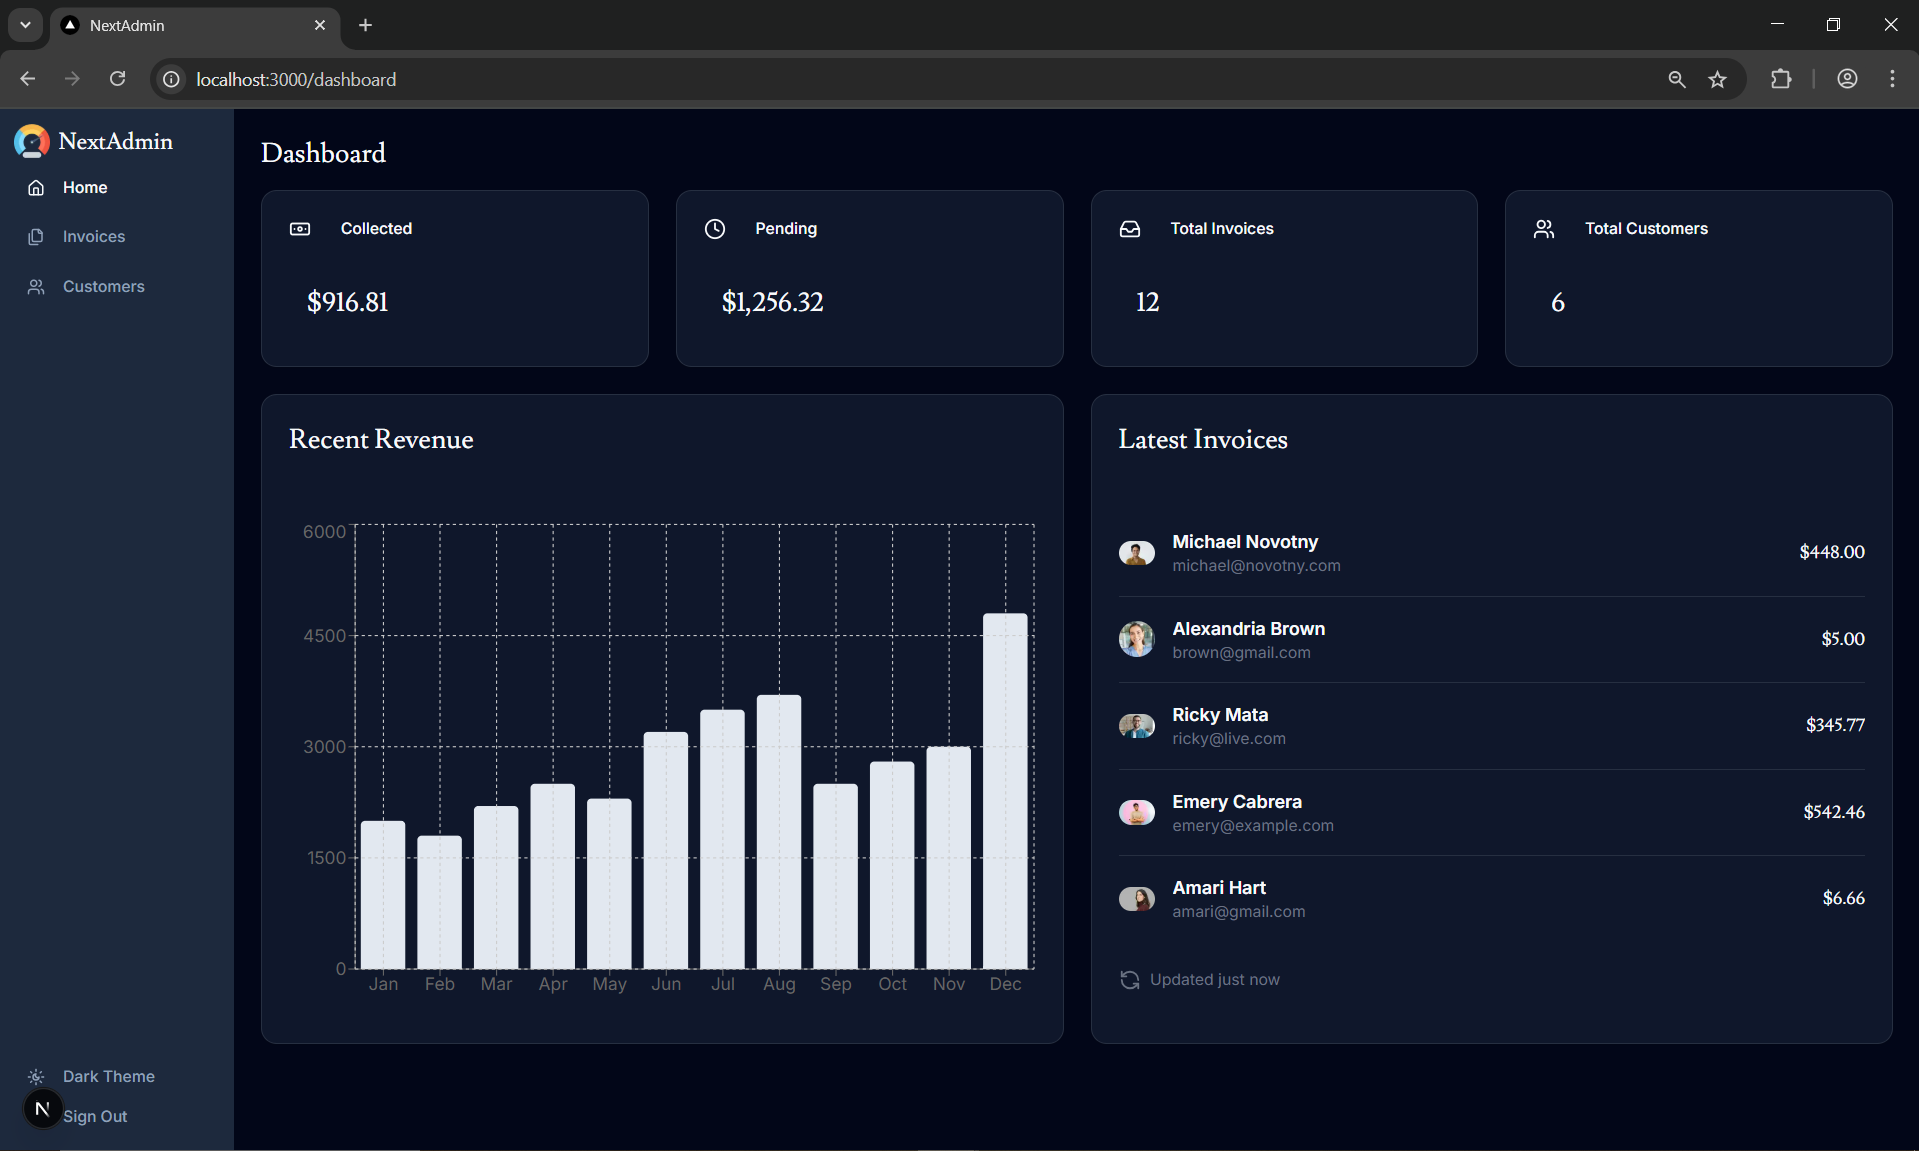 NextAdmin
localhost:3000/dashboard
NextAdmin
Home
Invoices
Customers
Dark Theme
N
Sign Out
Dashboard
Collected
$916.81
Pending
$1,256.32
Total Invoices
12
Total Customers
6
Recent Revenue
6000
4500
3000
1500
0
Jan Feb Mar Apr May Jun Jul Aug Sep Oct Nov Dec
Latest Invoices
Michael Novotny
michael@novotny.com
$448.00
Alexandria Brown
brown@gmail.com
$5.00
Ricky Mata
ricky@live.com
$345.77
Emery Cabrera
emery@example.com
$542.46
Amari Hart
amari@gmail.com
$6.66
Updated just now